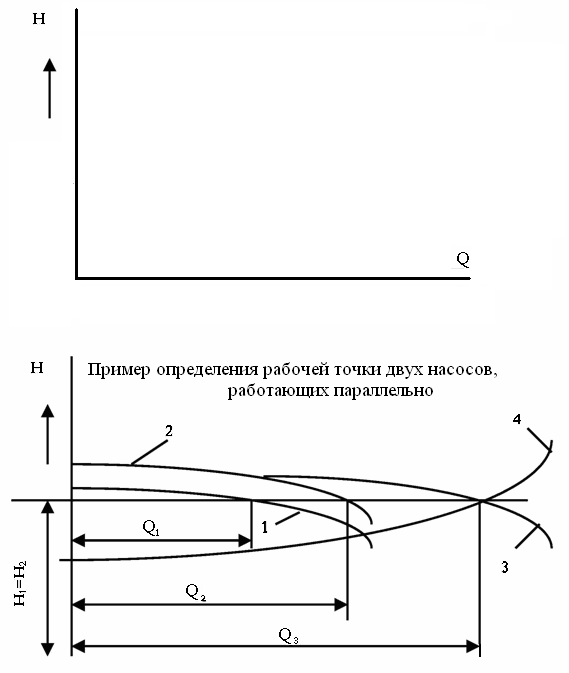 H
Q
H
Пример определения рабочей точки двух насосов,
работающих параллельно
4
2
Q₁
1
3
Q₂
H₁=H₂
Q₃